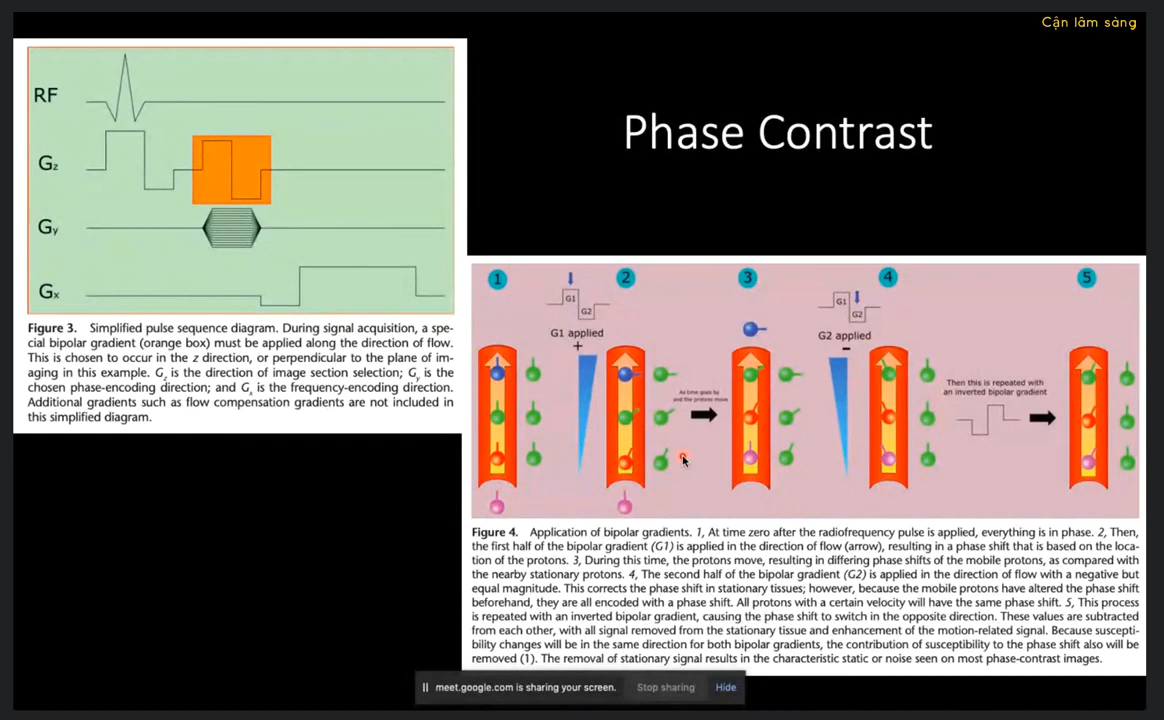 Cận lâm sàng
Phase Contrast
RF
Gz
Gy
Gx
Figure 3. Simplified pulse sequence diagram. During signal acquisition, a spe-
cial bipolar gradient (orange box) must be applied along the direction of flow.
This is chosen to occur in the z direction, or perpendicular to the plane of im-
aging in this example. Gz is the direction of image section selection; Gy is the
chosen phase-encoding direction; and Gx is the frequency-encoding direction.
Additional gradients such as flow compensation gradients are not included in
this simplified diagram.
1
2
3
4
5
G1
G2
G1 applied
+
As time goes by
and the protons move
G1
G2
G2 applied
-
Then this is repeated with
an inverted bipolar gradient
Figure 4. Application of bipolar gradients. 1, At time zero after the radiofrequency pulse is applied, everything is in phase. 2, Then,
the first half of the bipolar gradient (G1) is applied in the direction of flow (arrow), resulting in a phase shift that is based on the loca-
tion of the protons. 3, During this time, the protons move, resulting in differing phase shifts of the mobile protons, as compared with
the nearby stationary protons. 4, The second half of the bipolar gradient (G2) is applied in the direction of flow with a negative but
equal magnitude. This corrects the phase shift in stationary tissues; however, because the mobile protons have altered the phase shift
beforehand, they are all encoded with a phase shift. All protons with a certain velocity will have the same phase shift. 5, This process
is repeated with an inverted bipolar gradient, causing the phase shift to switch in the opposite direction. These values are subtracted
from each other, with all signal removed from the stationary tissue and enhancement of the motion-related signal. Because suscepti-
bility changes will be in the same direction for both bipolar gradients, the contribution of susceptibility to the phase shift also will be
removed (1). The removal of stationary signal results in the characteristic static or noise seen on most phase-contrast images.
meet.google.com is sharing your screen.
Stop sharing
Hide